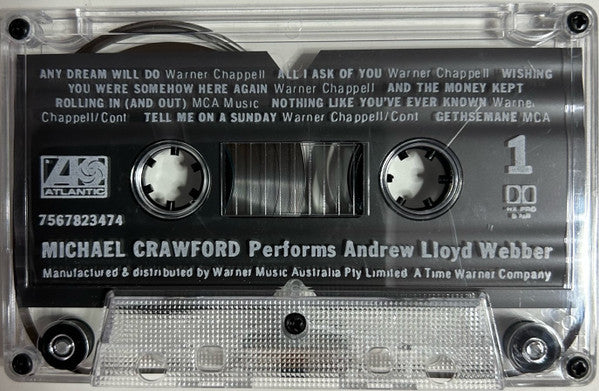 ANY DREAM WILL DO Warner Chappell ALL I ASK OF YOU Warner Chappell WISHING
YOU WERE SOMEHOW HERE AGAIN Warner Chappell AND THE MONEY KEPT
ROLLING IN (AND OUT) MCA Music NOTHING LIKE YOU'VE EVER KNOWN Warner
Chappell/Cont TELL ME ON A SUNDAY Warner Chappell/Cont GETHSEMANE MCA
1
ATLANTIC
HX PRO
7567823474
MICHAEL CRAWFORD Performs Andrew Lloyd Webber
Manufactured & distributed by Warner Music Australia Pty Limited A Time Warner Company